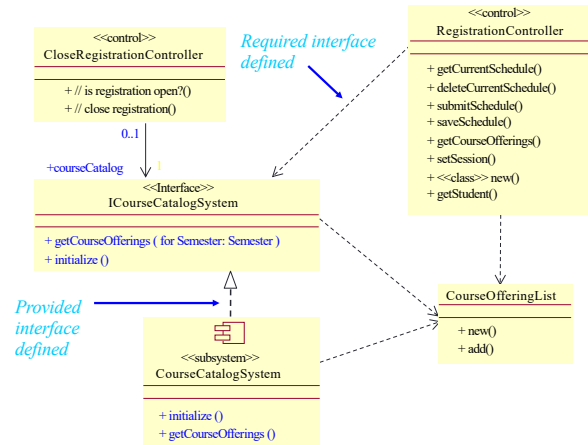 <<control>>
CloseRegistrationController
+ // is registration open?()
+ // close registration()
0..1
+courseCatalog
1
Required interface
defined
<<control>>
RegistrationController
+ getCurrentSchedule()
+ deleteCurrentSchedule()
+ submitSchedule()
+ saveSchedule()
+ getCourseOfferings()
+ setSession()
+ <<class>> new()
+ getStudent()
<<Interface>>
ICourseCatalogSystem
+ getCourseOfferings ( for Semester: Semester )
+ initialize ()
Provided
interface
defined
<<subsystem>>
CourseCatalogSystem
+ initialize ()
+ getCourseOfferings ()
CourseOfferingList
+ new()
+ add()